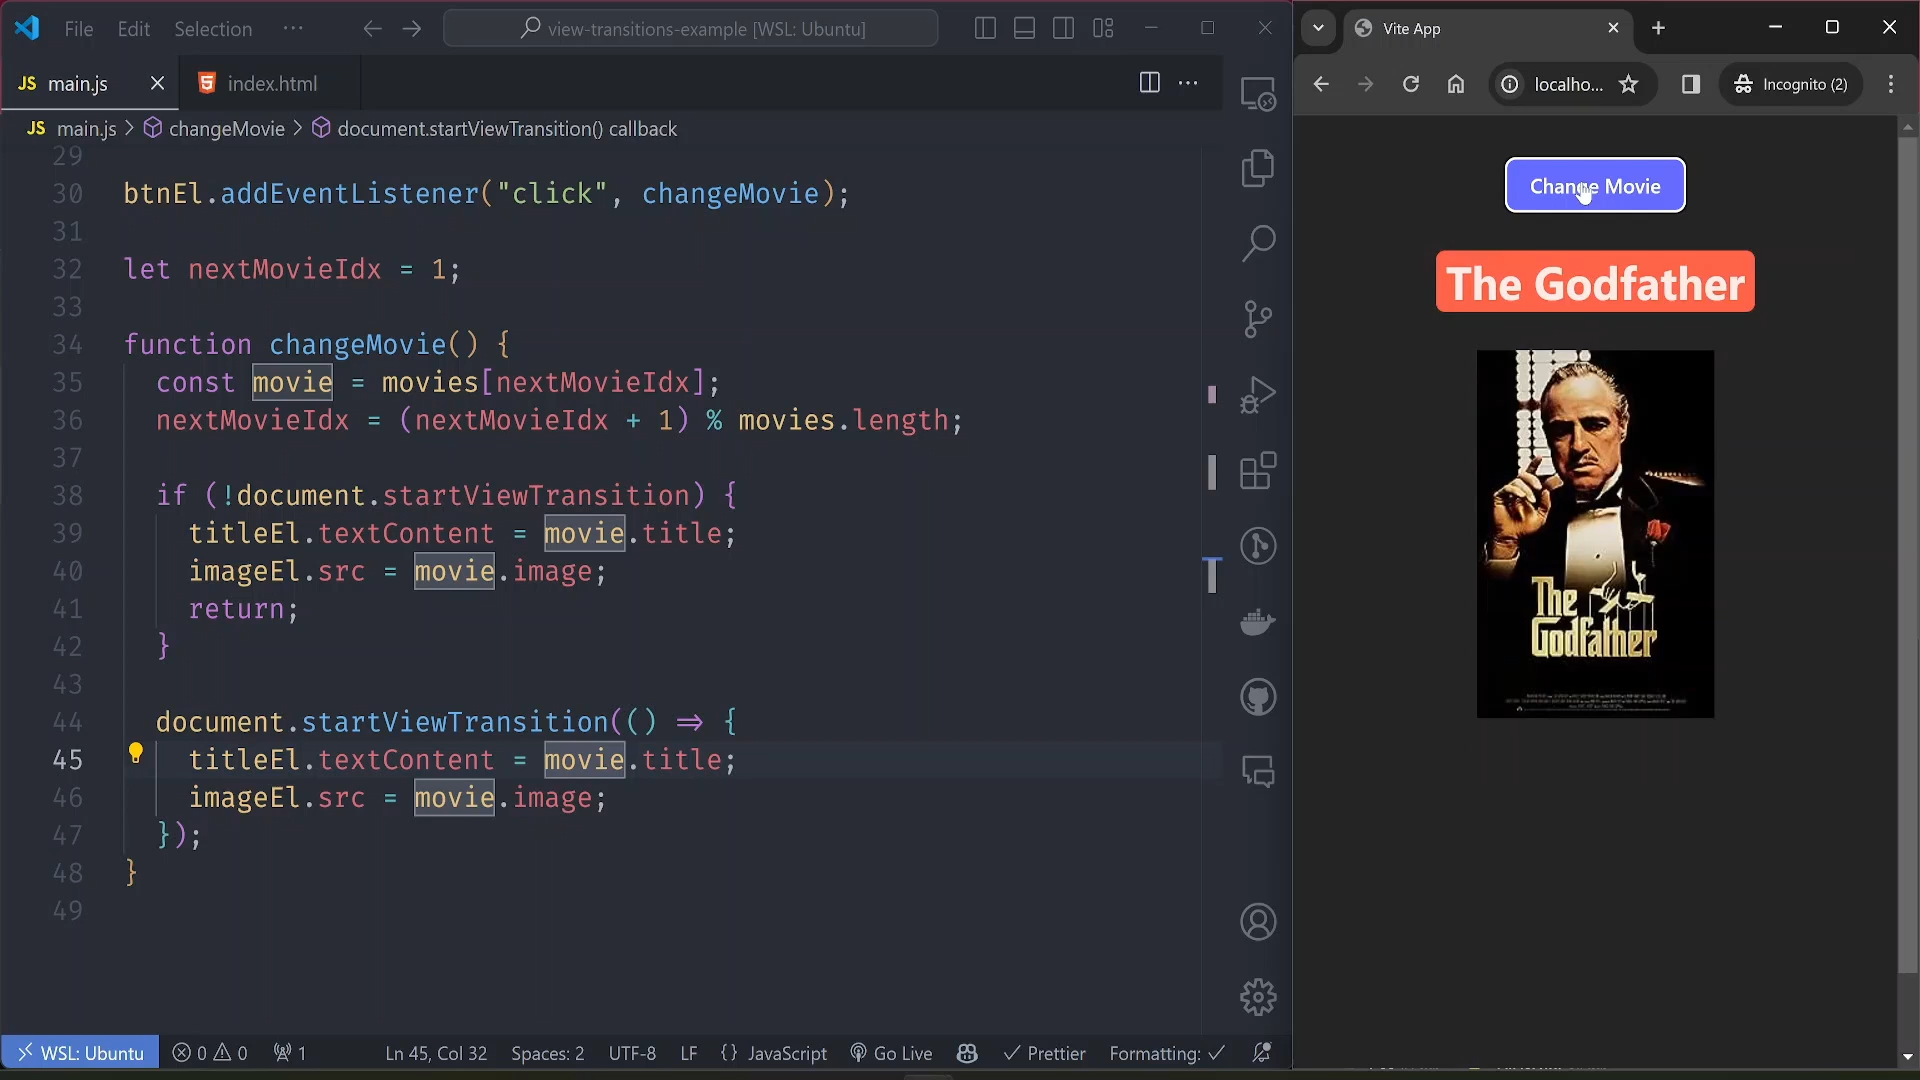 File Edit Selection ··· view-transitions-example [WSL: Ubuntu]
JS main.js index.html
JS main.js > changeMovie > document.startViewTransition() callback
29
30 btnEl.addEventListener("click", changeMovie);
31
32 let nextMovieIdx = 1;
33
34 function changeMovie() {
35 const movie = movies[nextMovieIdx];
36 nextMovieIdx = (nextMovieIdx + 1) % movies.length;
37
38 if (!document.startViewTransition) {
39 titleEl.textContent = movie.title;
40 imageEl.src = movie.image;
41 return;
42 }
43
44 document.startViewTransition(() ⇒ {
45 titleEl.textContent = movie.title;
46 imageEl.src = movie.image;
47 });
48 }
49
WSL: Ubuntu 0 0 1 Ln 45, Col 32 Spaces: 2 UTF-8 LF {} JavaScript Go Live Prettier Formatting: ✓
Vite App
localho... Incognito (2)
Change Movie
The Godfather
The
Godfather